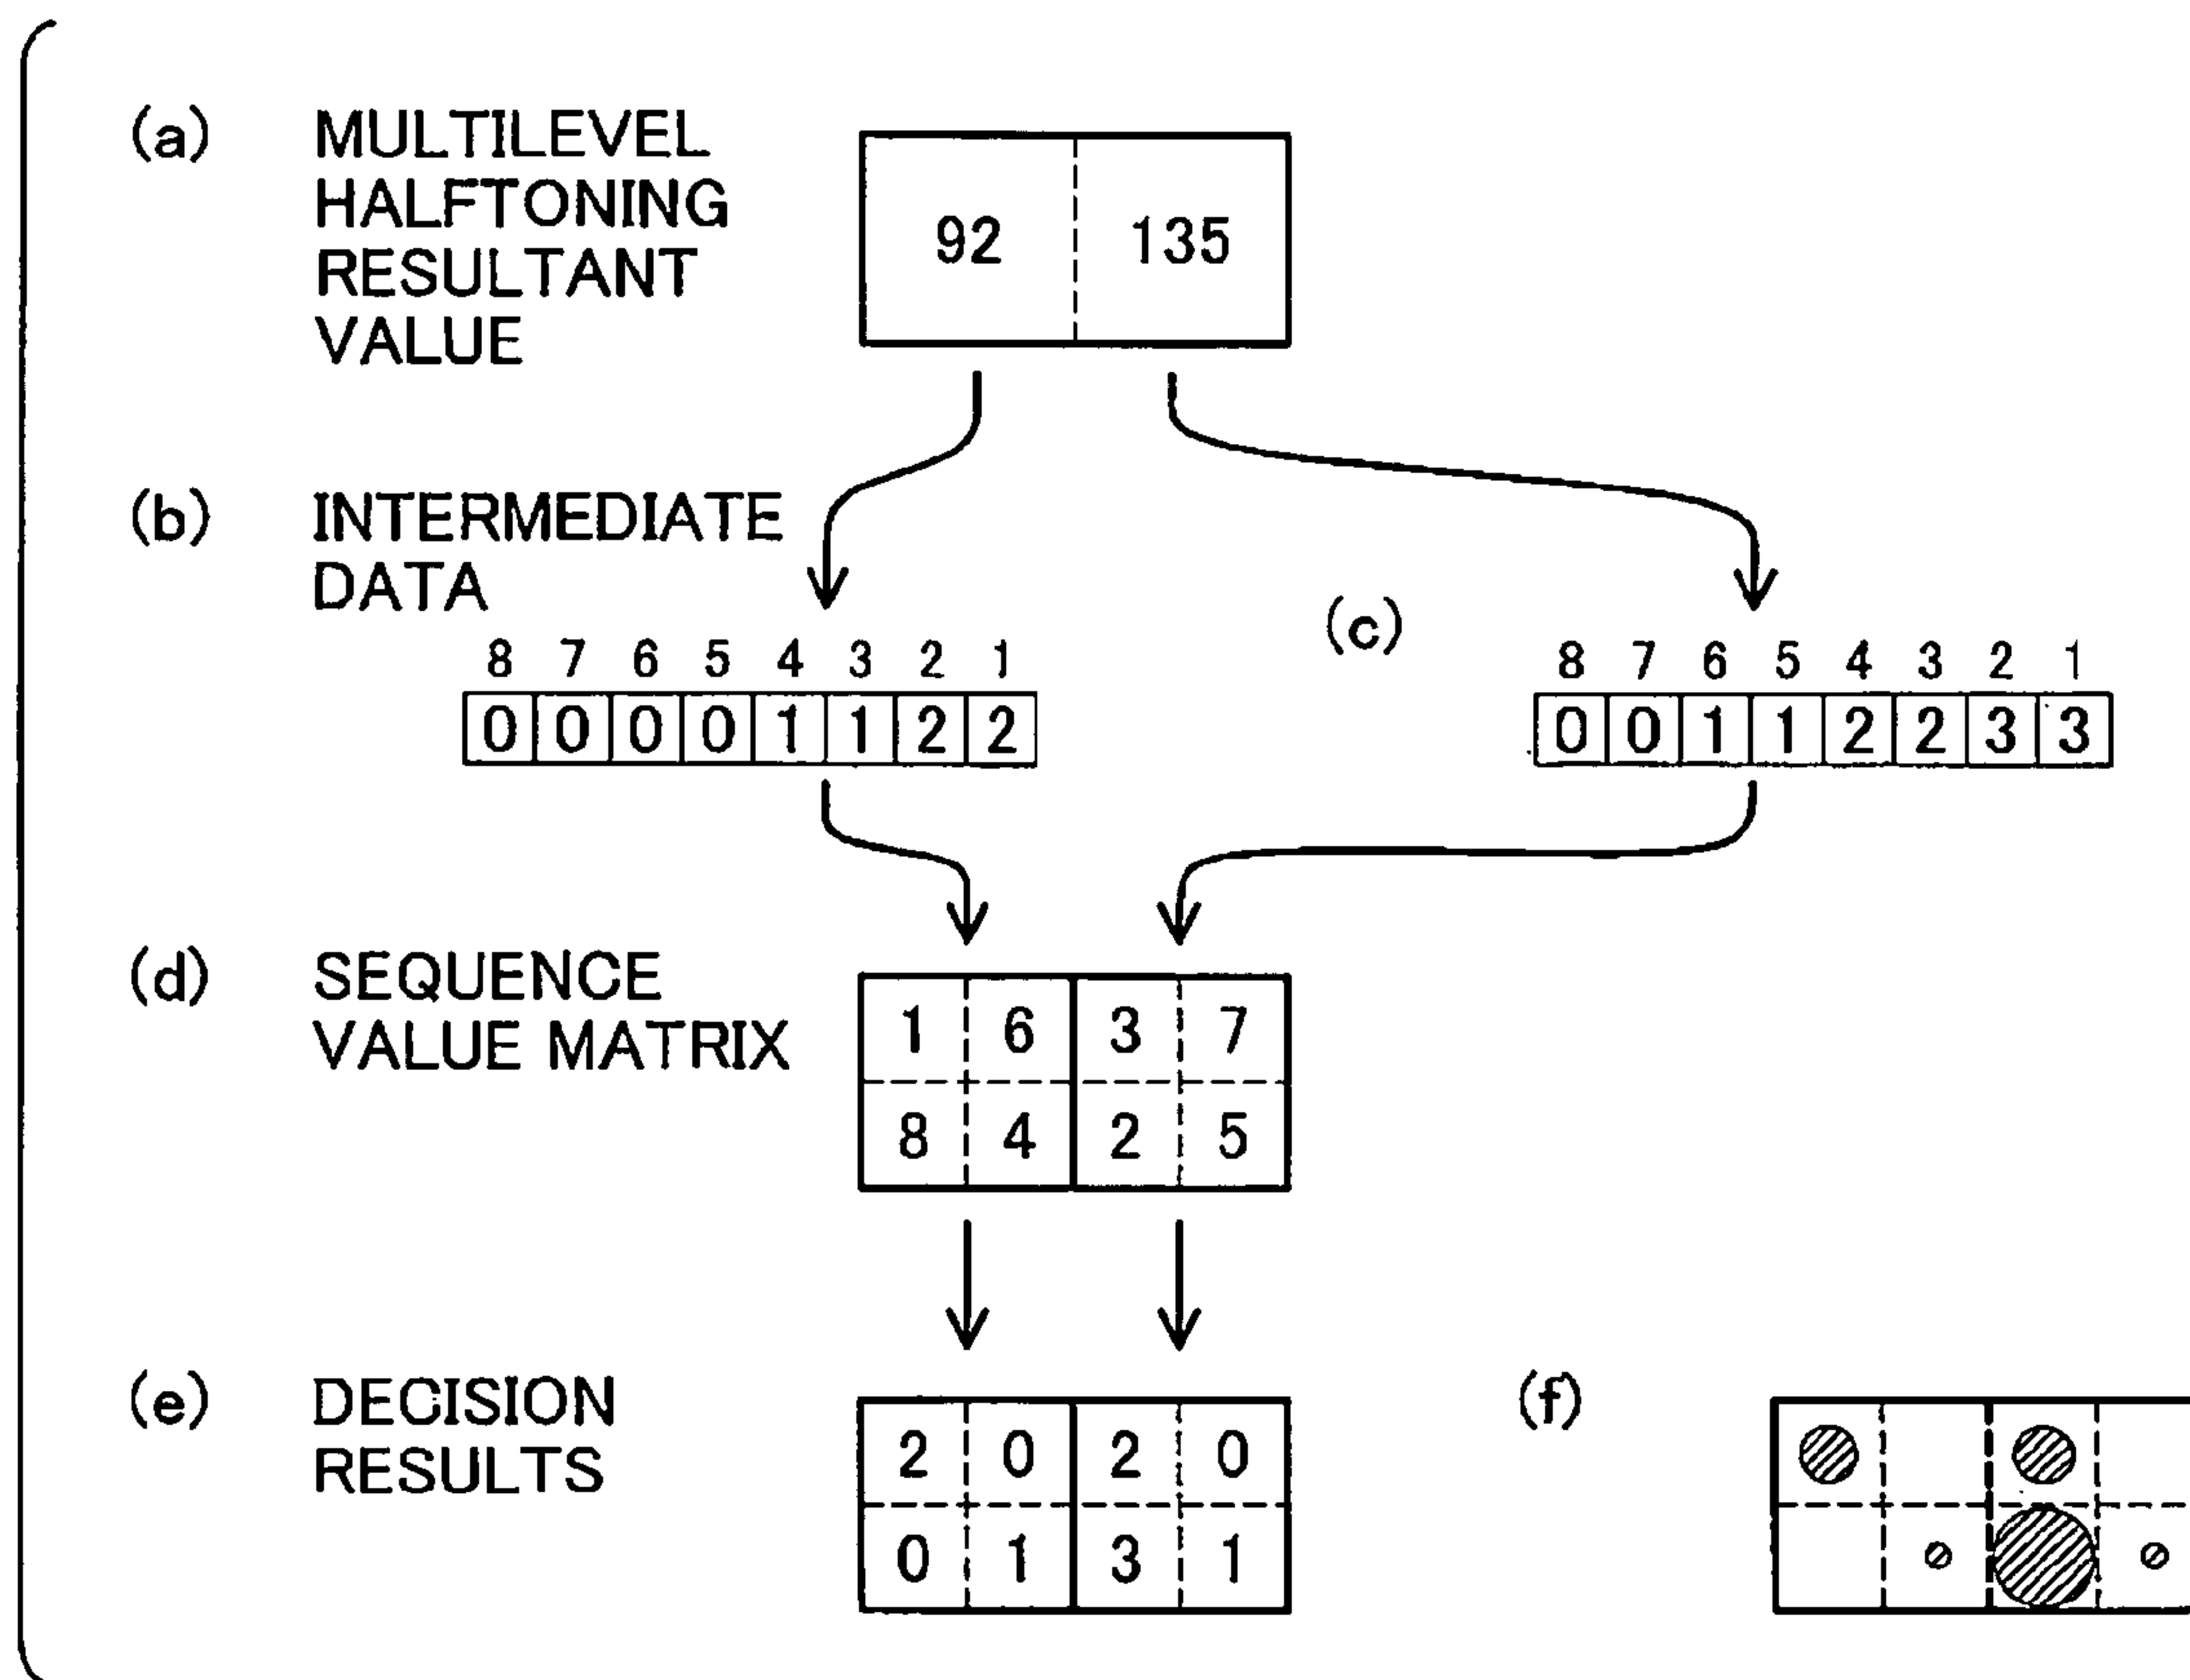 (a) MULTILEVEL
HALFTONING
RESULTANT
VALUE
92 135
(b) INTERMEDIATE
DATA
8 7 6 5 4 3 2 1
0 0 0 0 1 1 2 2
(c)
8 7 6 5 4 3 2 1
0 0 1 1 2 2 3 3
(d) SEQUENCE
VALUE MATRIX
1 6 3 7
8 4 2 5
(e) DECISION
RESULTS
2 0 2 0
0 1 3 1
(f)